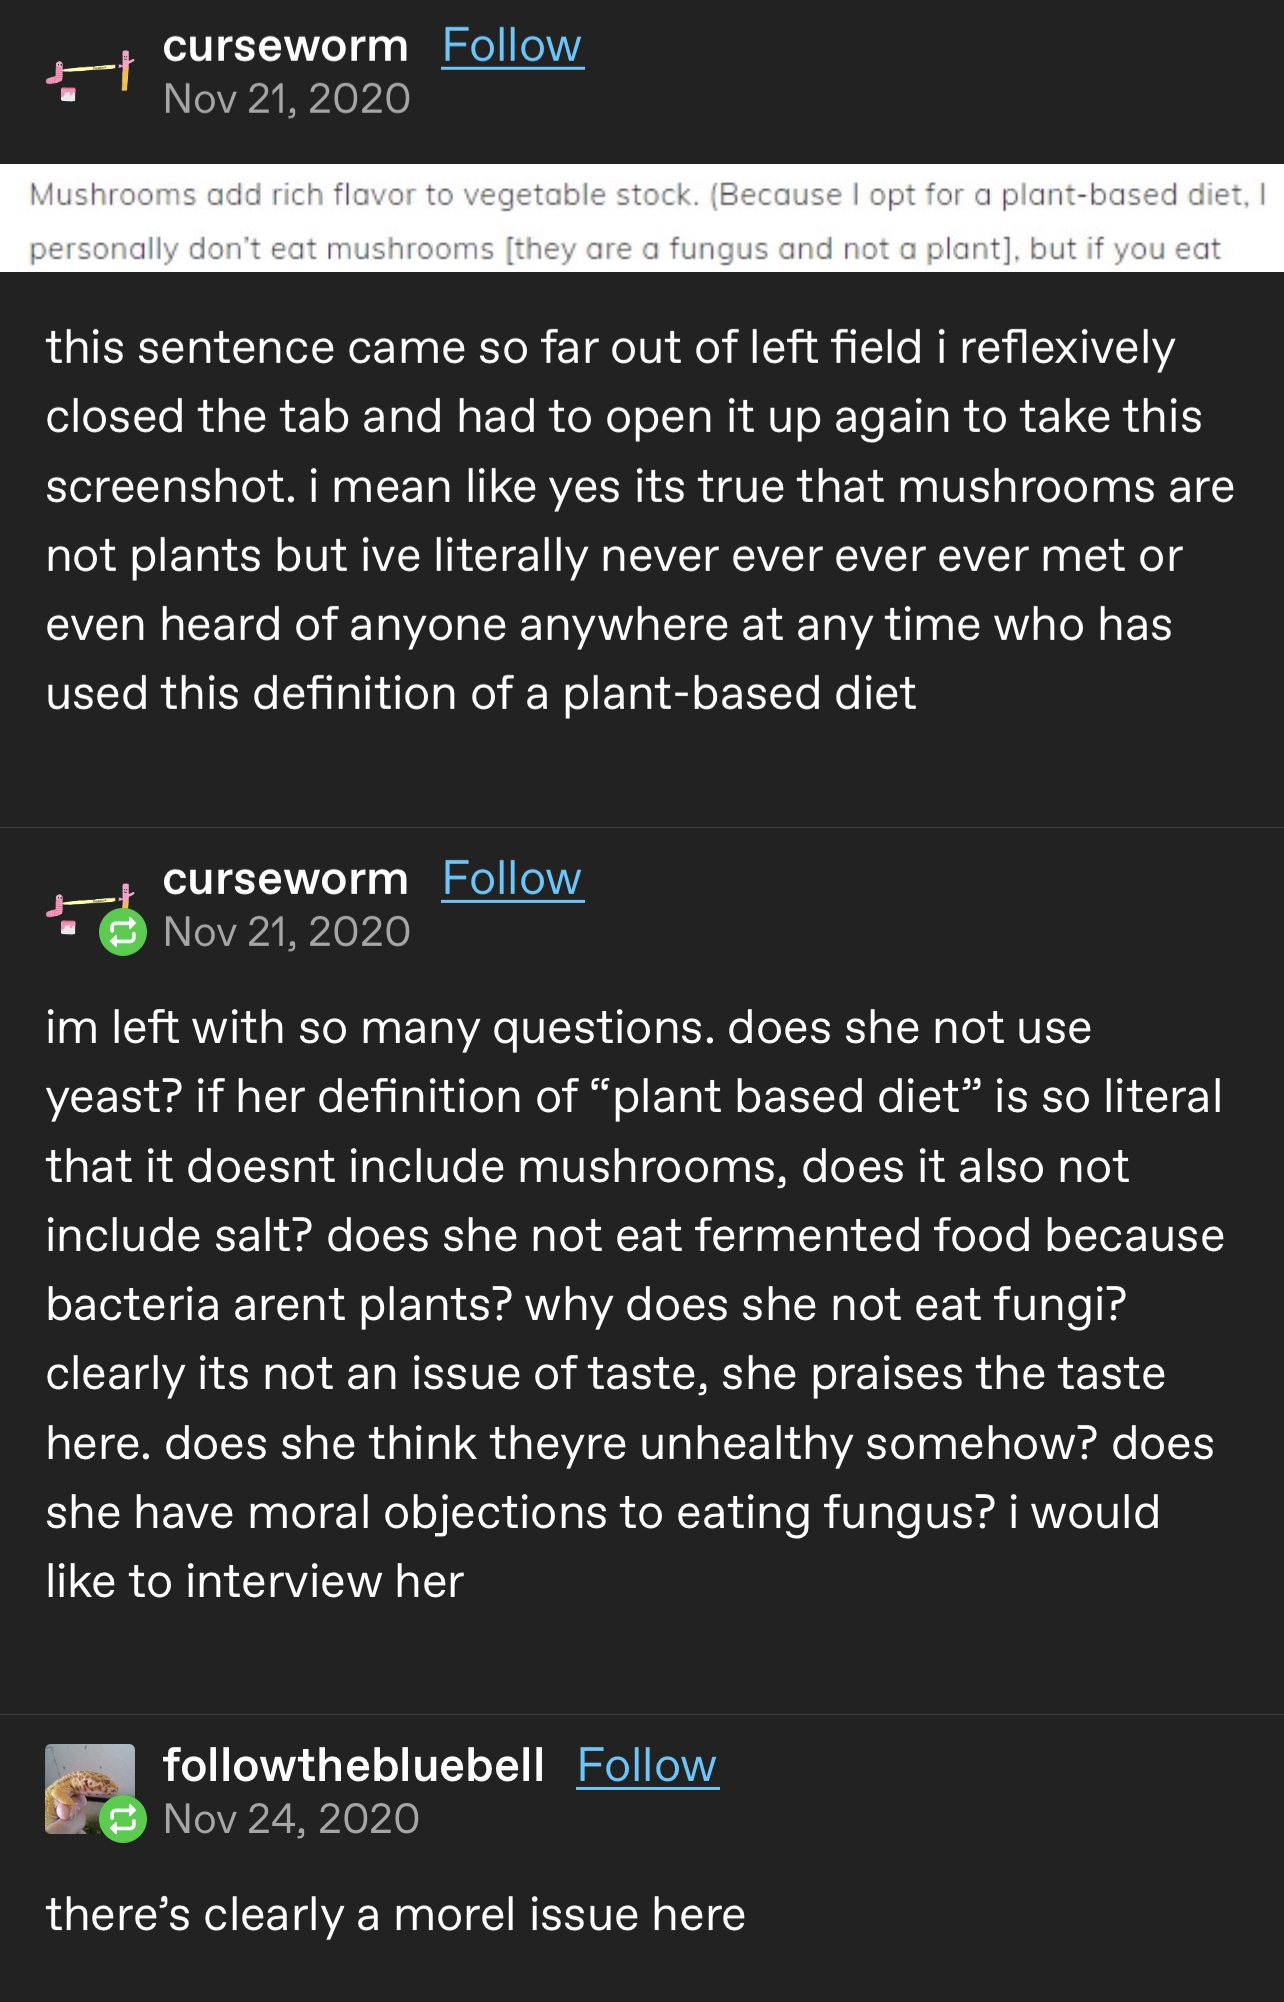 curseworm Follow
Nov 21, 2020
Mushrooms add rich flavor to vegetable stock. (Because I opt for a plant-based diet, I
personally don't eat mushrooms [they are a fungus and not a plant], but if you eat
this sentence came so far out of left field i reflexively
closed the tab and had to open it up again to take this
screenshot. i mean like yes its true that mushrooms are
not plants but ive literally never ever ever ever met or
even heard of anyone anywhere at any time who has
used this definition of a plant-based diet
curseworm Follow
Nov 21, 2020
im left with so many questions. does she not use
yeast? if her definition of “plant based diet” is so literal
that it doesnt include mushrooms, does it also not
include salt? does she not eat fermented food because
bacteria arent plants? why does she not eat fungi?
clearly its not an issue of taste, she praises the taste
here. does she think theyre unhealthy somehow? does
she have moral objections to eating fungus? i would
like to interview her
followthebluebell Follow
Nov 24, 2020
there’s clearly a morel issue here